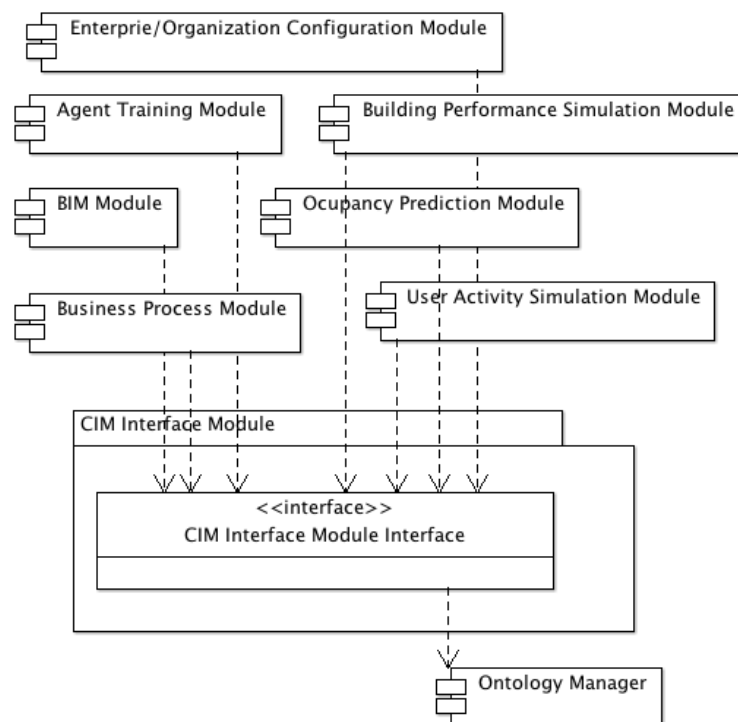 Enterprie/Organization Configuration Module
Agent Training Module
Building Performance Simulation Module
BIM Module
Ocupancy Prediction Module
User Activity Simulation Module
Business Process Module
CIM Interface Module
<<interface>>
CIM Interface Module Interface
Ontology Manager